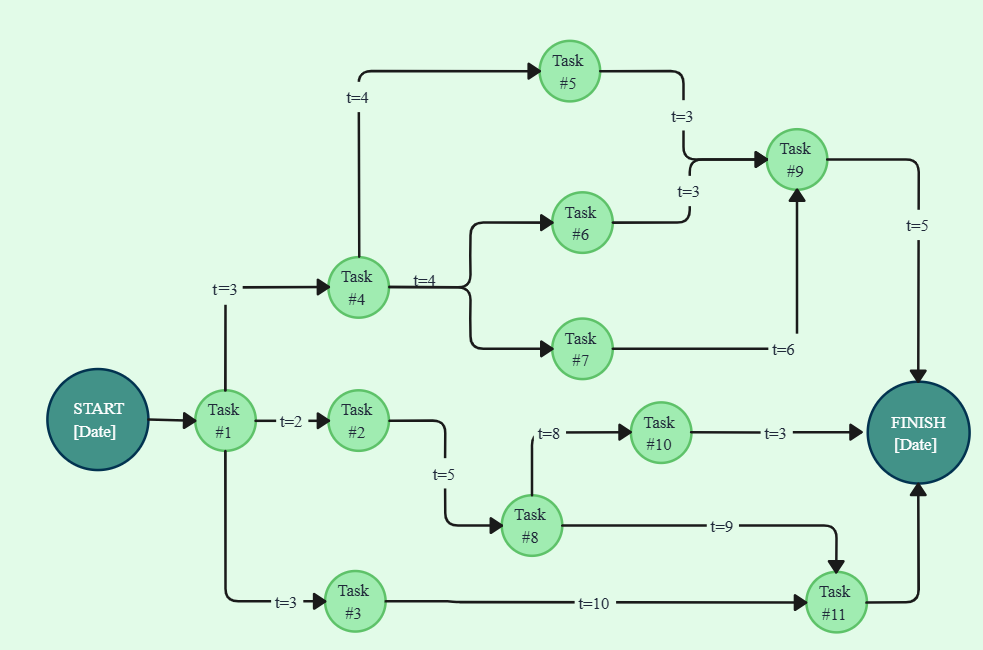 Task
#5
t=4
t=3
Task
#9
t=3
Task
#6
t=5
Task
#4
t=4
t=3
Task
#7
t=6
START
[Date]
Task
#1
t=2
Task
#2
FINISH
[Date]
t=8
Task
#10
t=3
t=5
Task
#8
t=9
Task
#3
t=3
t=10
Task
#11